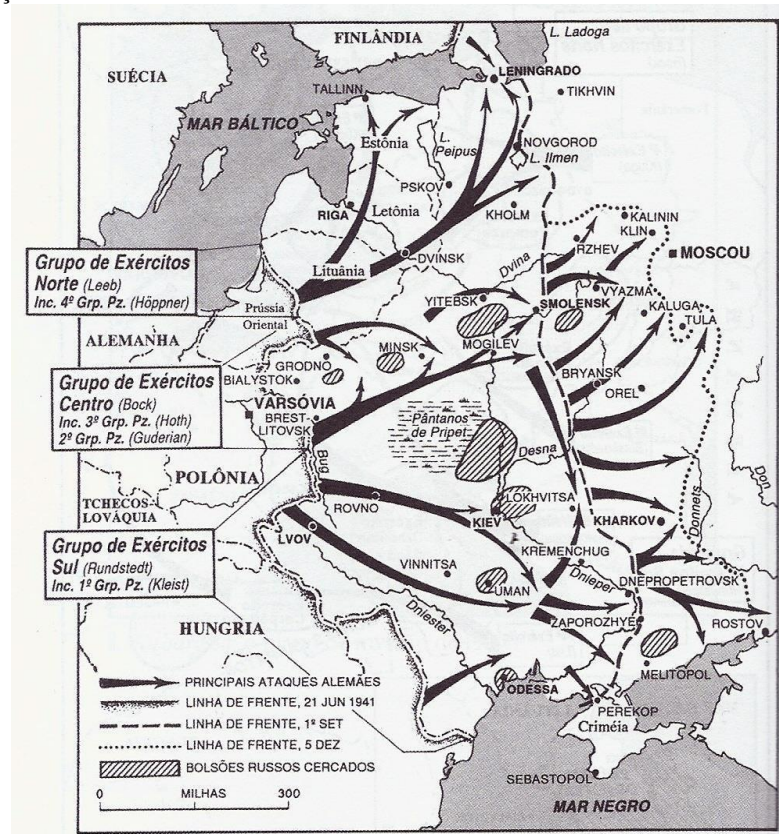 FINLÂNDIA
L. Ladoga
SUÉCIA
LENINGRADO
TALLINN
TIKHVIN
MAR BÁLTICO
Estônia
L.
Peipus
NOVGOROD
L. Ilmen
PSKOV
RIGA
Letônia
KHOLM
KALININ
KLIN
DVINSK
RZHEV
MOSCOU
Grupo de Exércitos
Norte (Leeb)
Inc. 4º Grp. Pz. (Höppner)
Lituânia
Dvina
VYAZMA
YITEBSK
SMOLENSK
KALUGA
Prússia
Oriental
TULA
ALEMANHA
MINSK
MOGILEV
GRODNO
BIALYSTOK
BRYANSK
OREL
Grupo de Exércitos
Centro (Bock)
Inc. 3º Grp. Pz. (Hoth)
2º Grp. Pz. (Guderian)
VARSÓVIA
BREST-
LITOVSK
Pântanos
de Pripet
Desna
Bug
POLÔNIA
Don
Donnets
TCHECOS-
LOVÁQUIA
ROVNO
LOKHVITSA
KIEV
KHARKOV
LVOV
Grupo de Exércitos
Sul (Rundstedt)
Inc. 1º Grp. Pz. (Kleist)
KREMENCHUG
VINNITSA
Dnieper
DNEPROPETROVSK
UMAN
Dniester
ZAPOROZHYE
ROSTOV
HUNGRIA
MELITOPOL
PRINCIPAIS ATAQUES ALEMÃES
ODESSA
LINHA DE FRENTE, 21 JUN 1941
PEREKOP
LINHA DE FRENTE, 1º SET
Criméia
LINHA DE FRENTE, 5 DEZ
BOLSÕES RUSSOS CERCADOS
SEBASTOPOL
0 MILHAS 300
MAR NEGRO